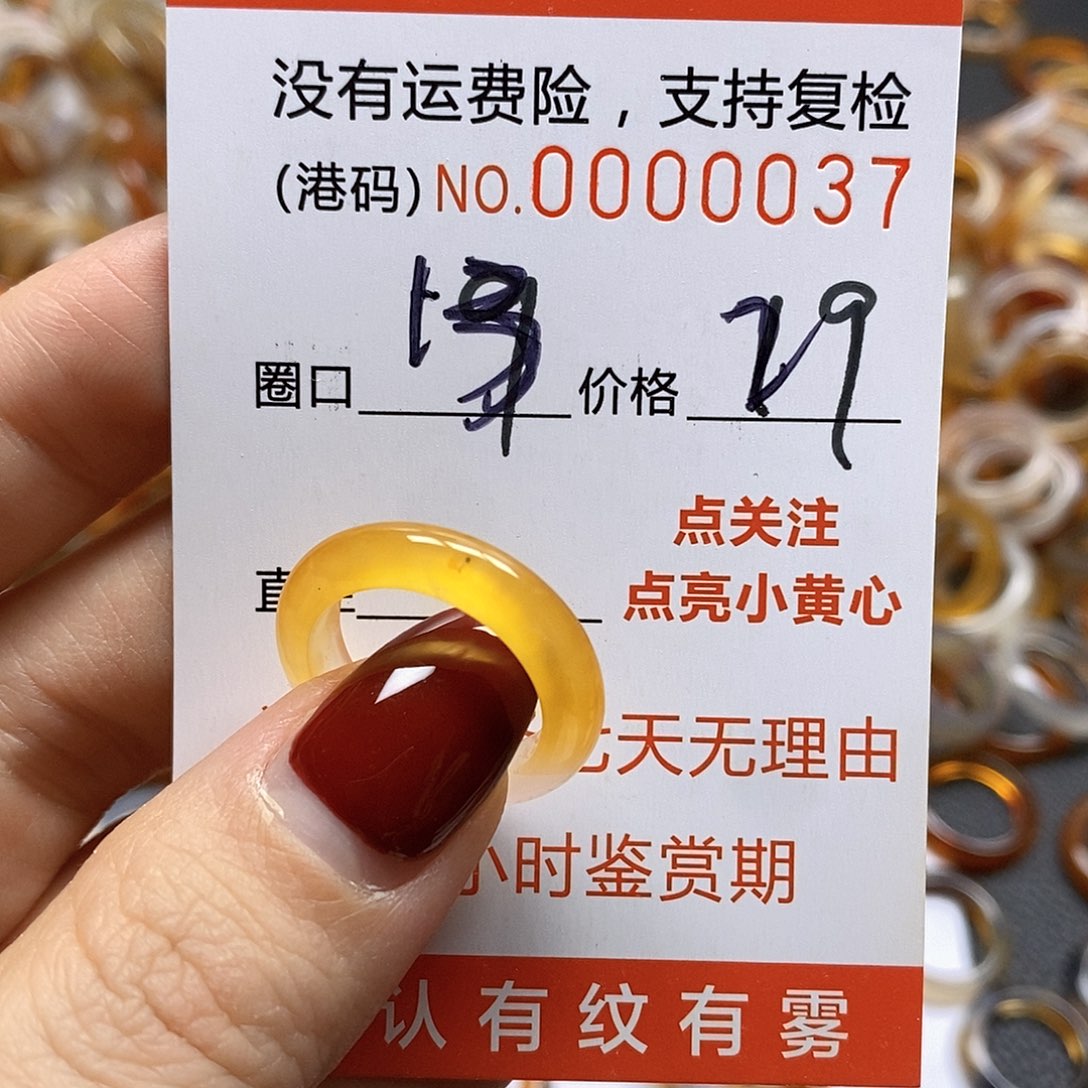 没有运费险，支持复检
(港码) NO.0000037
圈口 价格 29
点关注
直 点亮小黄心
七天无理由
小时鉴赏期
认有纹有雾